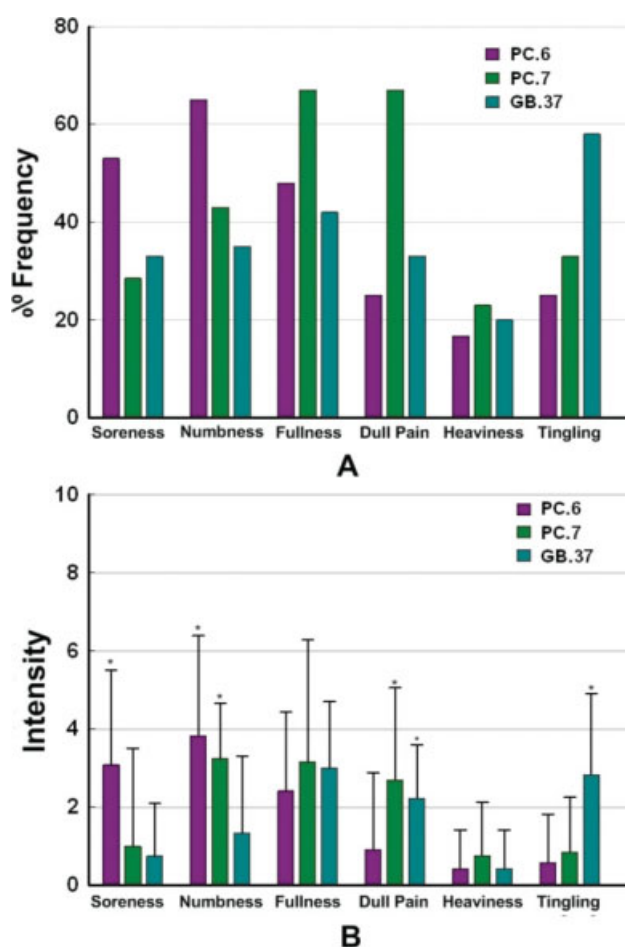 80
PC.6
PC.7
GB.37
60
40
20
0
% Frequency
Soreness Numbness Fullness Dull Pain Heaviness Tingling
A
10
PC.6
PC.7
GB.37
8
6
4
2
0
Intensity
* * * * * *
Soreness Numbness Fullness Dull Pain Heaviness Tingling
B